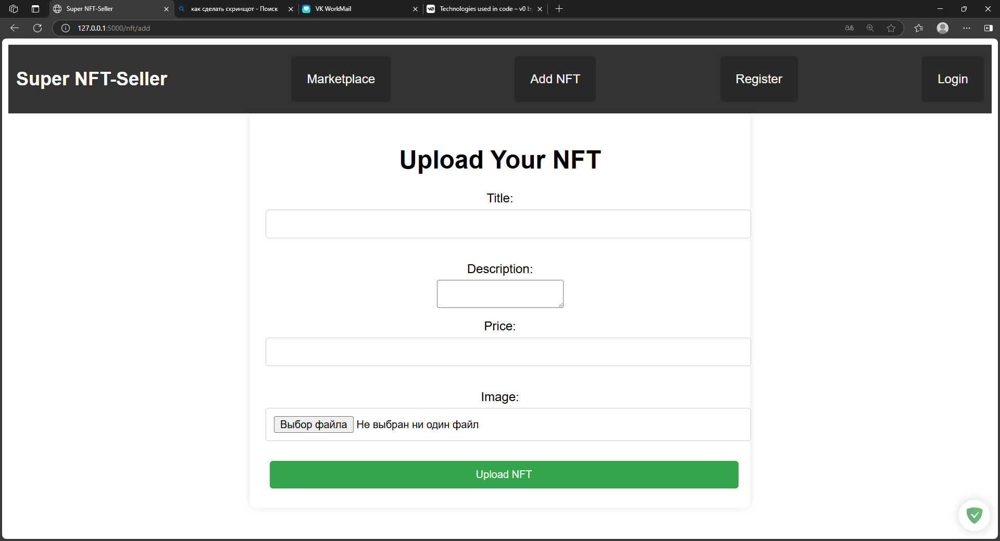 Super NFT-Seller
как сделать скринщот - Поиск
VK WorkMail
Technologies used in code – v0 by
127.0.0.1:5000/nft/add
Super NFT-Seller
Marketplace
Add NFT
Register
Login
Upload Your NFT
Title:
Description:
Price:
Image:
Выбор файла Не выбран ни один файл
Upload NFT